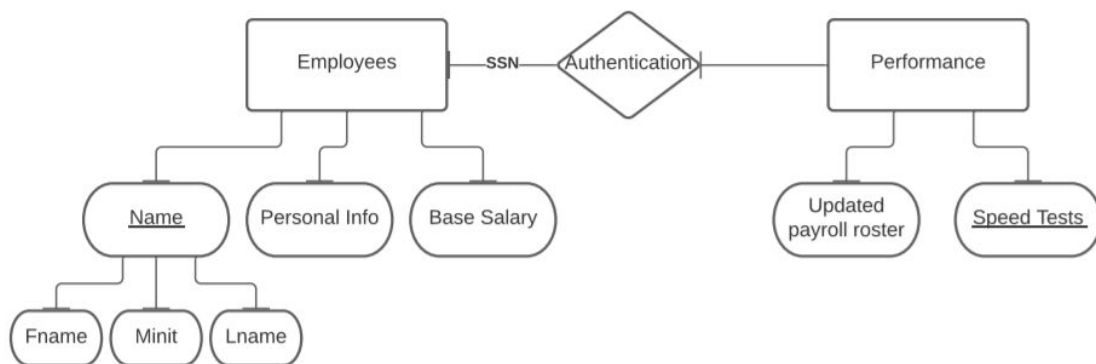 Employees
SSN
Authentication
Performance
Name
Personal Info
Base Salary
Updated
payroll roster
Speed Tests
Fname
Minit
Lname